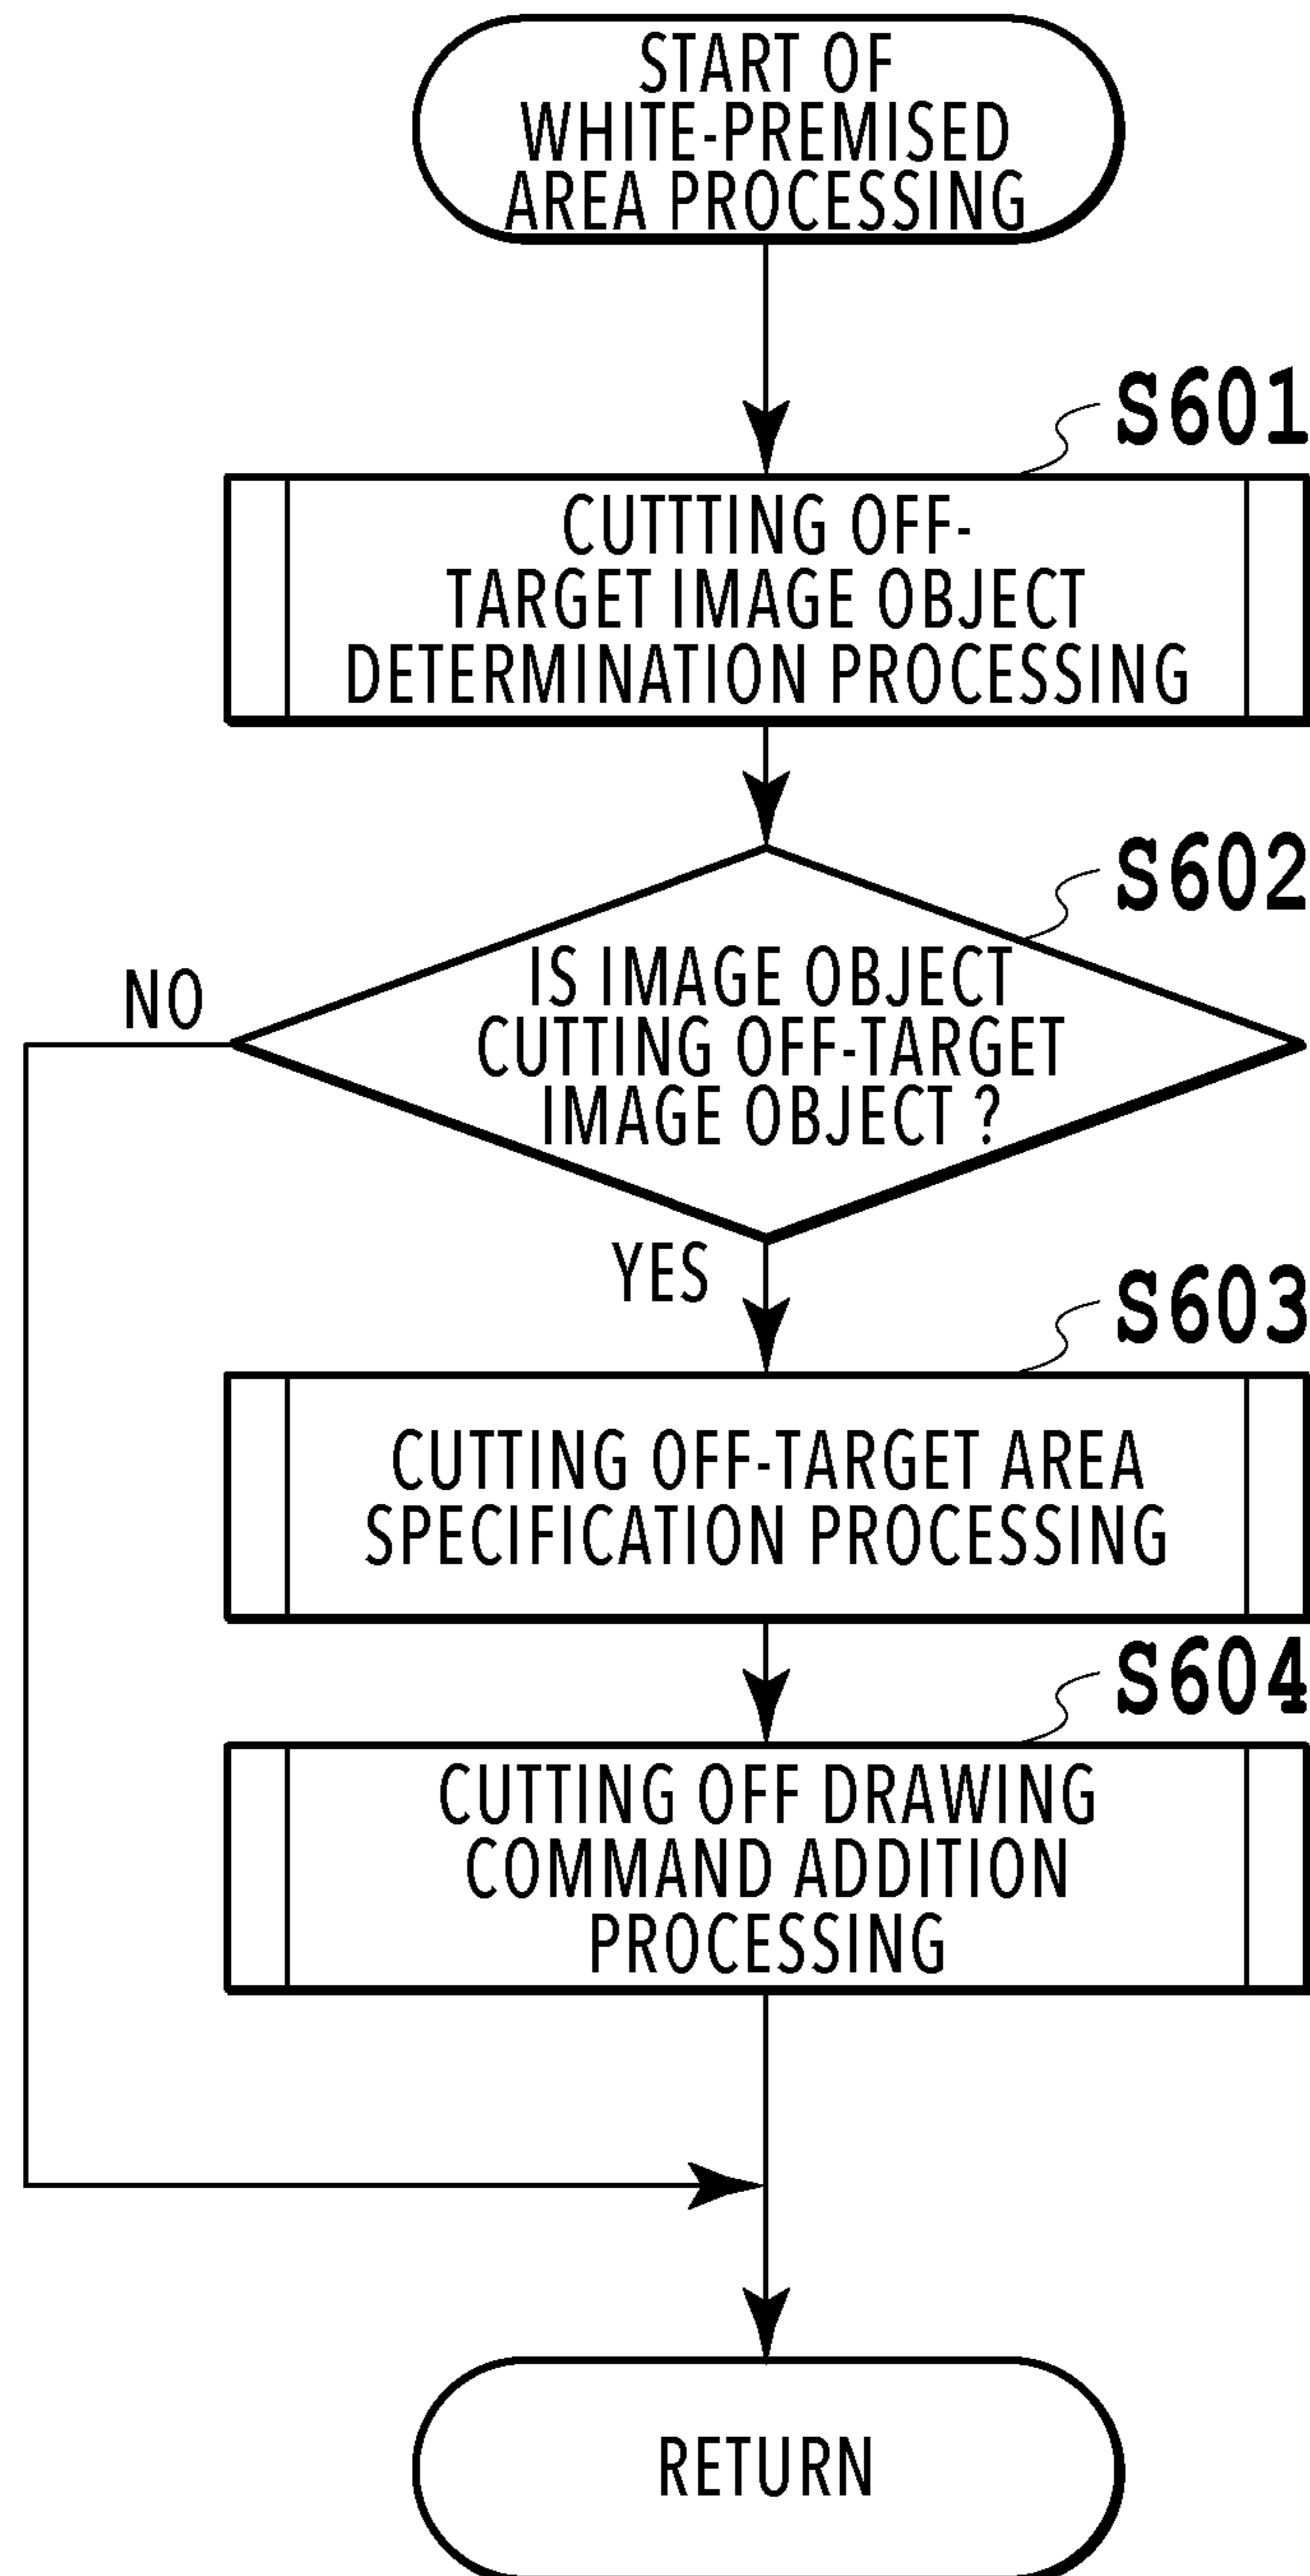 START OF
WHITE-PREMISED
AREA PROCESSING
S601
CUTTTING OFF-
TARGET IMAGE OBJECT
DETERMINATION PROCESSING
S602
IS IMAGE OBJECT
CUTTING OFF-TARGET
IMAGE OBJECT ?
NO
YES
S603
CUTTING OFF-TARGET AREA
SPECIFICATION PROCESSING
S604
CUTTING OFF DRAWING
COMMAND ADDITION
PROCESSING
RETURN